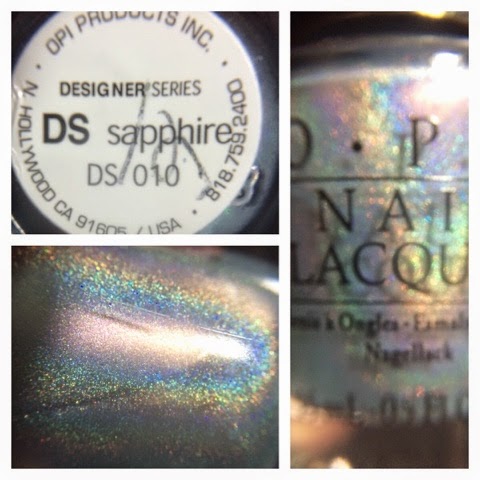 OPI PRODUCTS INC. •
N. HOLLYWOOD CA 91605 / USA •
818.759.2400
DESIGNER SERIES
DS sapphire
DS 010
O • P
NAI
LACQU
Nagellack